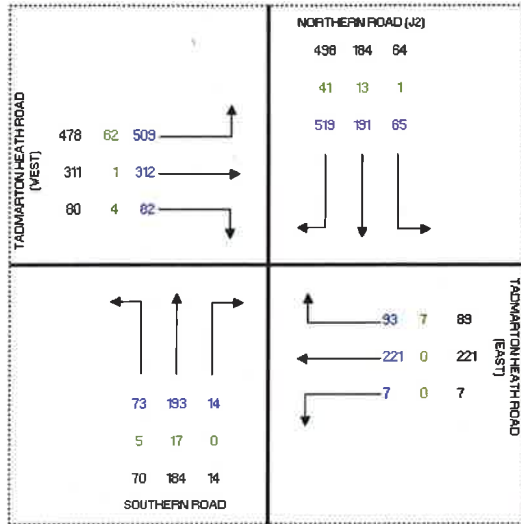 NORTHERN ROAD (J2)
498 184 64
41 13 1
519 191 65
TADMARTON HEATH ROAD
(WEST)
478 62 509
311 1 312
80 4 82
93 7 89
221 0 221
7 0 7
TADMARTON HEATH ROAD
(EAST)
73 193 14
5 17 0
70 184 14
SOUTHERN ROAD